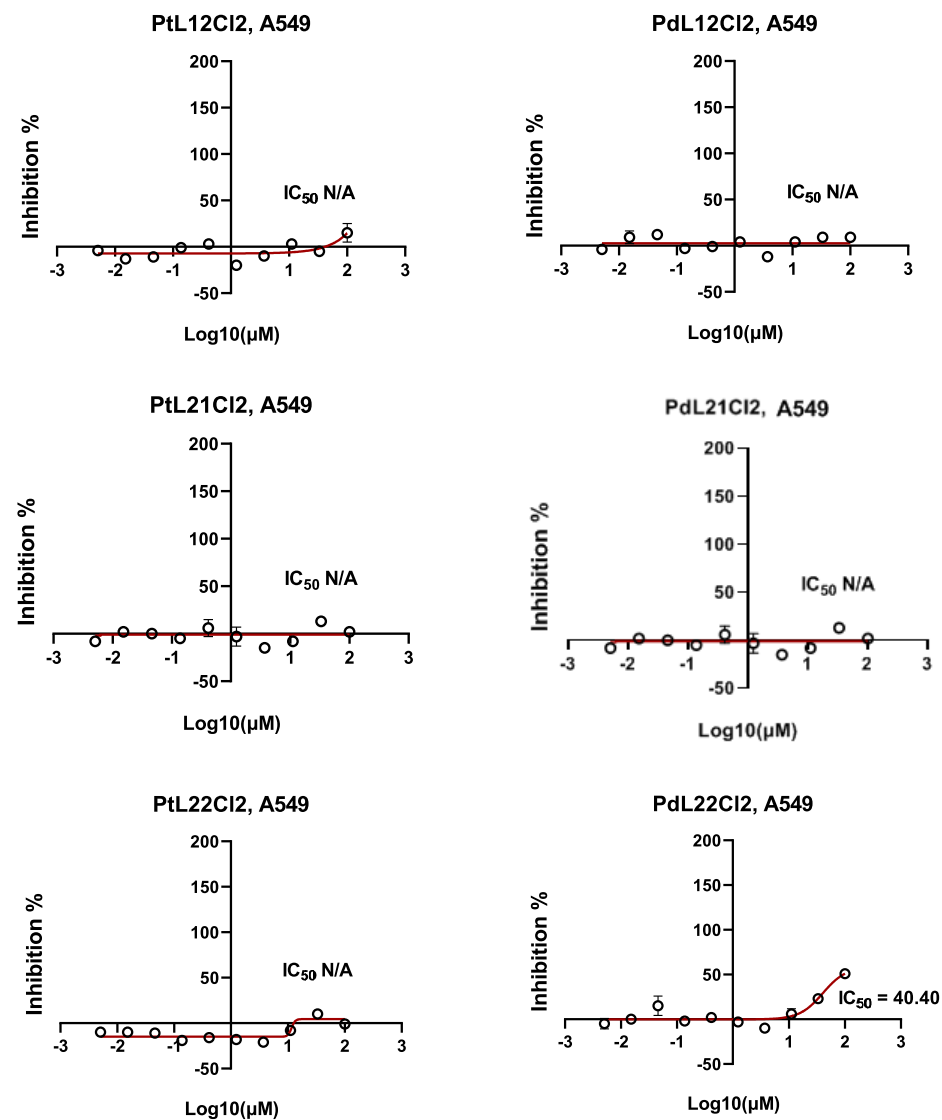 PtL12Cl2, A549
200
150
100
50
-50
-3
-2
-1
1
2
3
Inhibition %
IC50 N/A
Log10(µM)
PdL12Cl2, A549
200
150
100
50
-50
-3
-2
-1
1
2
3
Inhibition %
IC50 N/A
Log10(µM)
PtL21Cl2, A549
200
150
100
50
-50
-3
-2
-1
1
2
3
Inhibition %
IC50 N/A
Log10(µM)
PdL21Cl2, A549
200
150
100
50
-50
-3
-2
-1
1
2
3
Inhibition %
IC50 N/A
Log10(µM)
PtL22Cl2, A549
200
150
100
50
-50
-3
-2
-1
1
2
3
Inhibition %
IC50 N/A
Log10(µM)
PdL22Cl2, A549
200
150
100
50
-50
-3
-2
-1
1
2
3
Inhibition %
IC50 = 40.40
Log10(µM)